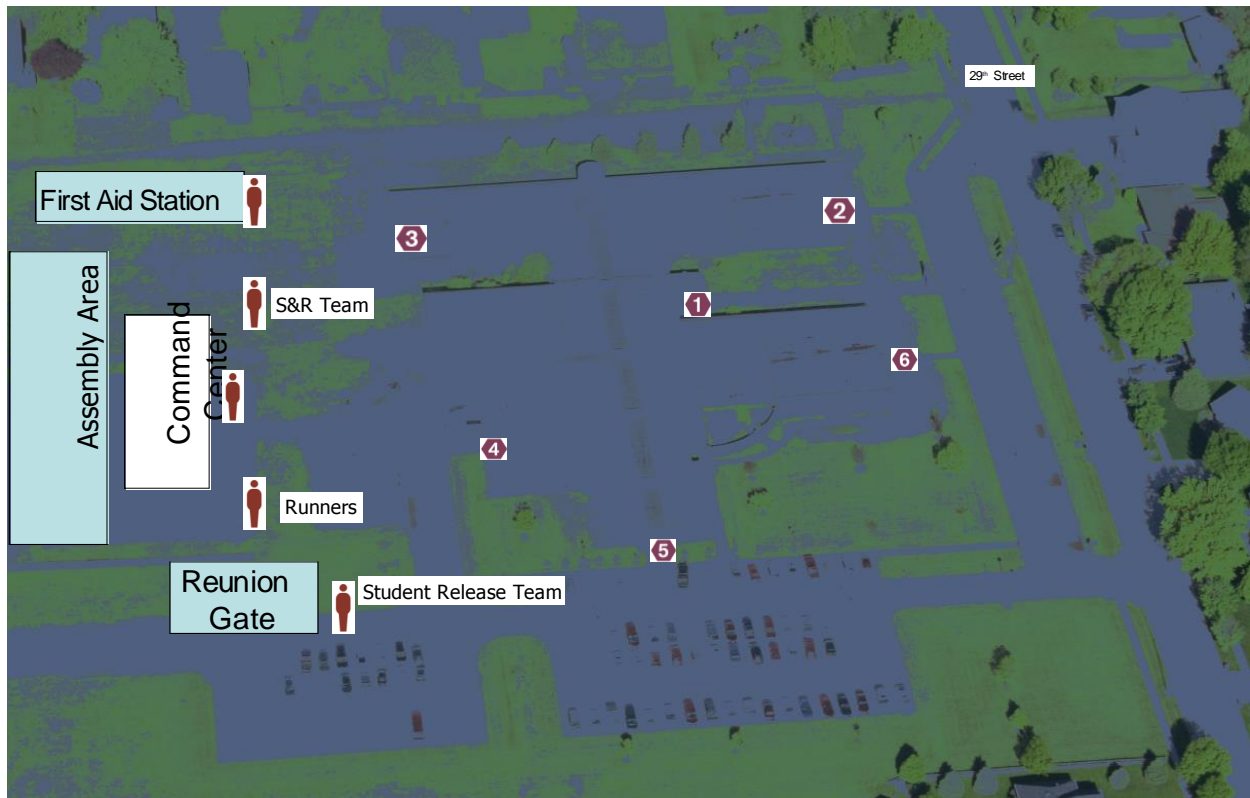 29th Street
First Aid Station
2
3
Assembly Area
S&R Team
1
Command
Center
6
4
Runners
5
Reunion
Gate
Student Release Team